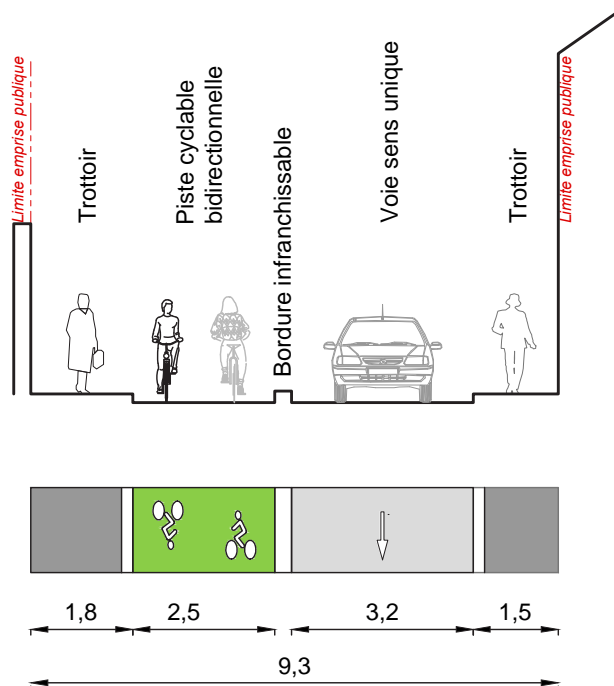 Limite emprise publique
Trottoir
Piste cyclable
bidirectionnelle
Bordure infranchissable
Voie sens unique
Trottoir
Limite emprise publique
1,8
2,5
3,2
1,5
9,3